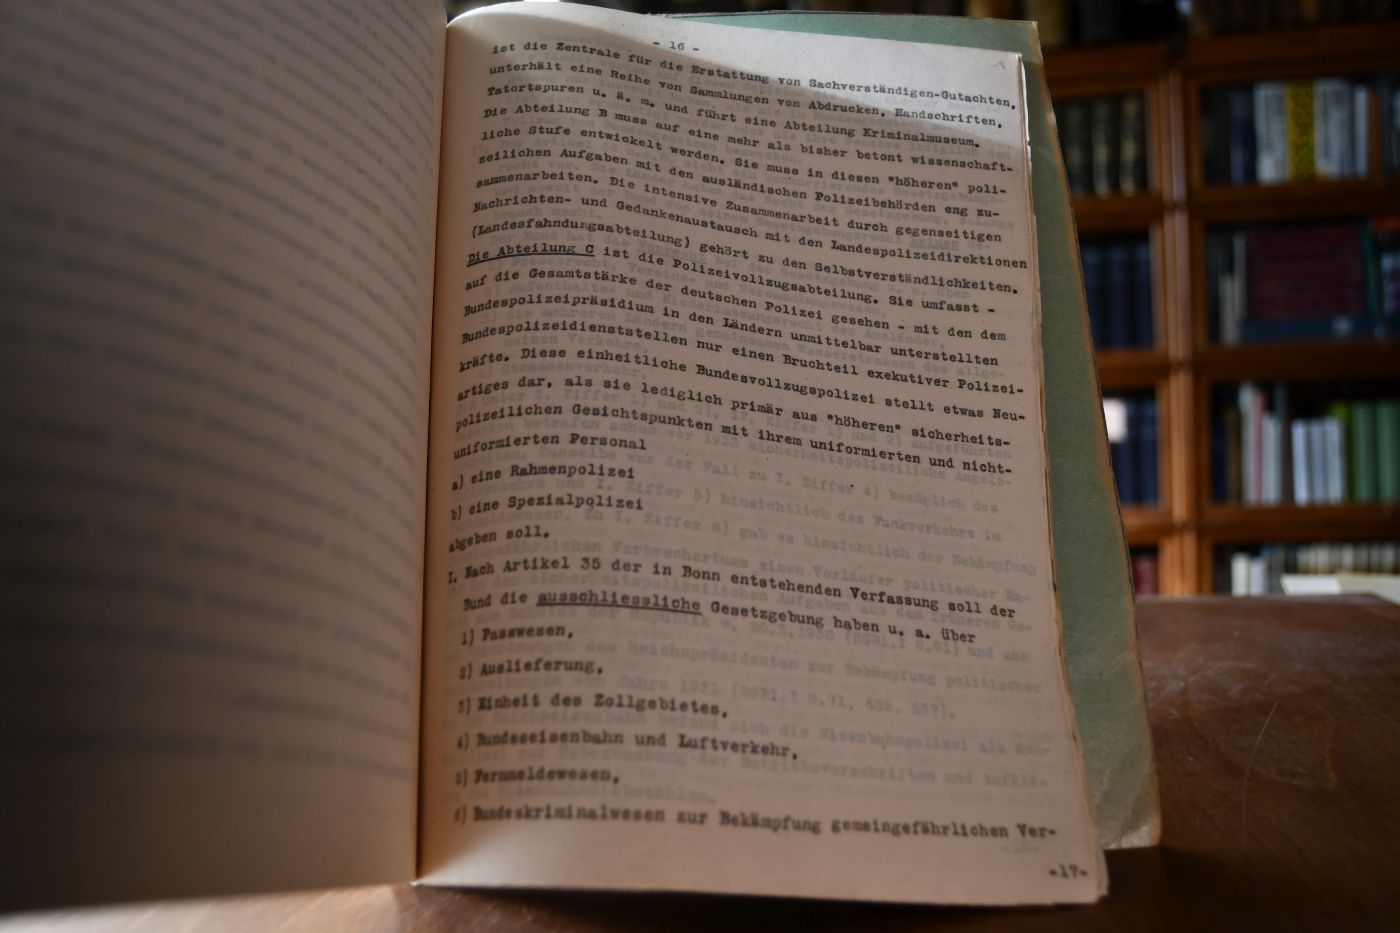 - 16 -
ist die Zentrale für die Erstattung von Sachverständigen-Gutachten,
unterhält eine Reihe von Sammlungen von Abdrucken, Handschriften,
Tatortspuren u. ä. m. und führt eine Abteilung Kriminalmuseum.
Die Abteilung B muss auf eine mehr als bisher betont wissenschaft-
liche Stufe entwickelt werden. Sie muss in diesen "höheren" poli-
zeilichen Aufgaben mit den ausländischen Polizeibehörden eng zu-
sammenarbeiten. Die intensive Zusammenarbeit durch gegenseitigen
Nachrichten- und Gedankenaustausch mit den Landespolizeidirektionen
(Landesfahndungsabteilung) gehört zu den Selbstverständlichkeiten.
Die Abteilung C ist die Polizeivollzugsabteilung. Sie umfasst -
auf die Gesamtstärke der deutschen Polizei gesehen - mit den dem
Bundespolizeipräsidium in den Ländern unmittelbar unterstellten
Bundespolizeidienststellen nur einen Bruchteil exekutiver Polizei-
kräfte. Diese einheitliche Bundesvollzugspolizei stellt etwas Neu-
artiges dar, als sie lediglich primär aus "höheren" sicherheits-
polizeilichen Gesichtspunkten mit ihrem uniformierten und nicht-
uniformierten Personal
a) eine Rahmenpolizei
b) eine Spezialpolizei
abgeben soll.
I. Nach Artikel 35 der in Bonn entstehenden Verfassung soll der
Bund die ausschliessliche Gesetzgebung haben u. a. über
1) Passwesen,
2) Auslieferung,
3) Einheit des Zollgebietes,
4) Bundeseisenbahn und Luftverkehr,
5) Fernmeldewesen,
6) Bundeskriminalwesen zur Bekämpfung gemeingefährlichen Ver-
-17-